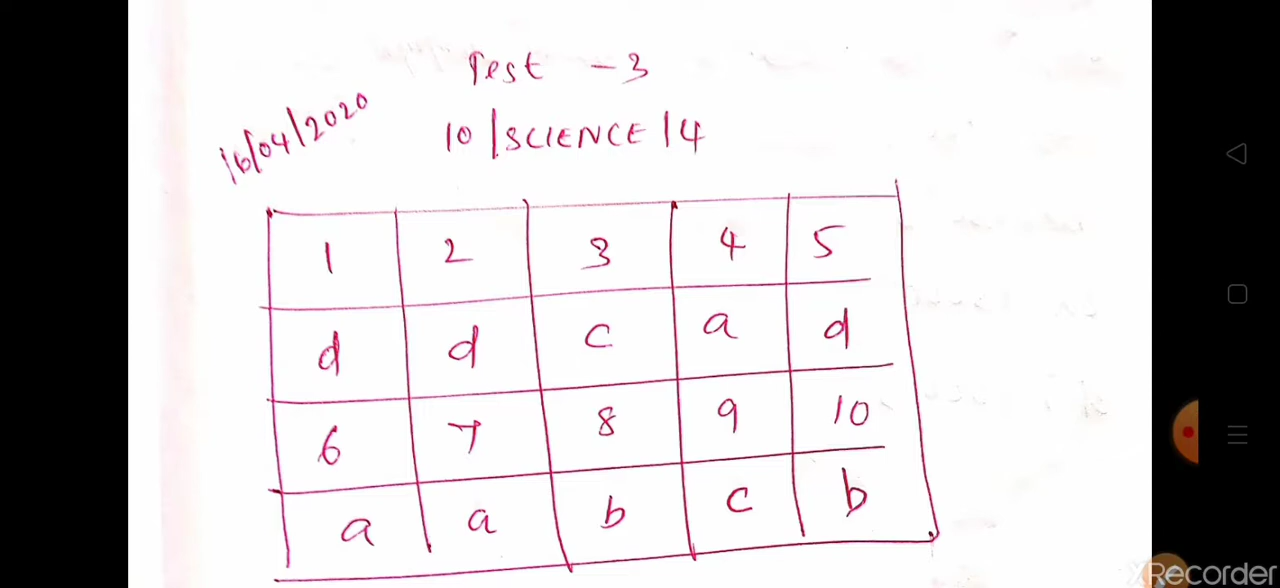 Test - 3
16/04/2020
10 | SCIENCE | 4
1 2 3 4 5
d d c a d
6 7 8 9 10
a a b c b
Recorder